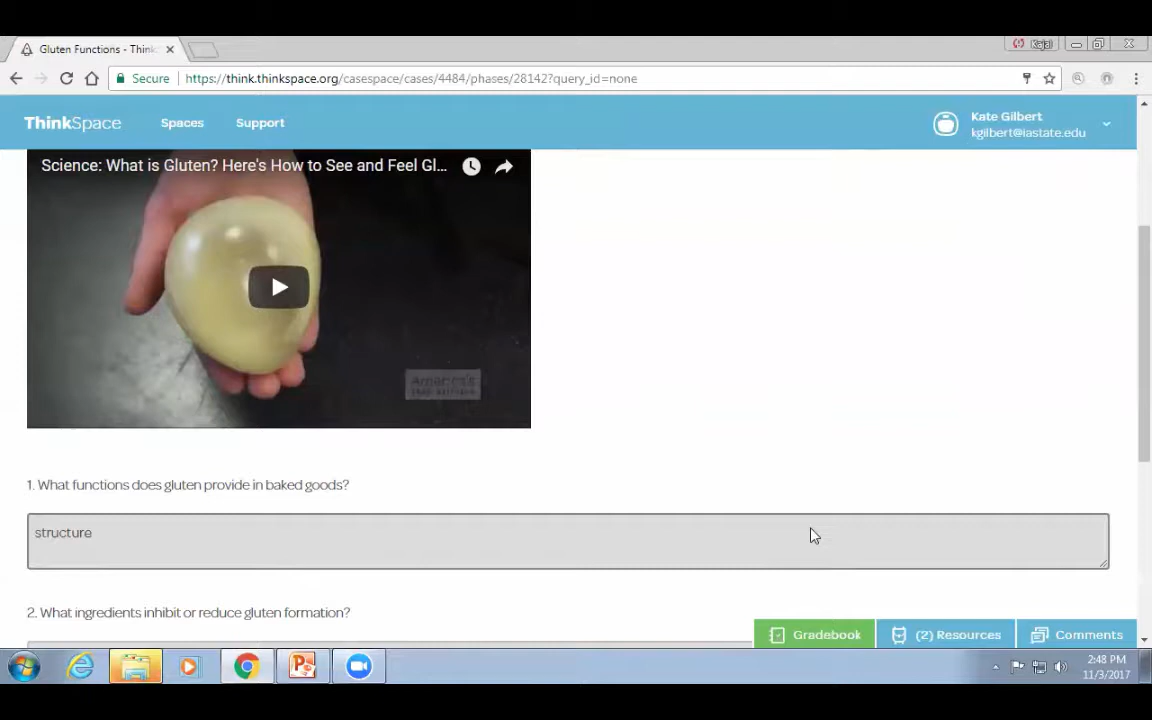 Gluten Functions - Think
Keja
Secure https://think.thinkspace.org/casespace/cases/4484/phases/28142?query_id=none
ThinkSpace Spaces Support
Kate Gilbert
kgilbert@iastate.edu
Science: What is Gluten? Here's How to See and Feel Gl...
America's
1. What functions does gluten provide in baked goods?
structure
2. What ingredients inhibit or reduce gluten formation?
Gradebook (2) Resources Comments
2:48 PM
11/3/2017